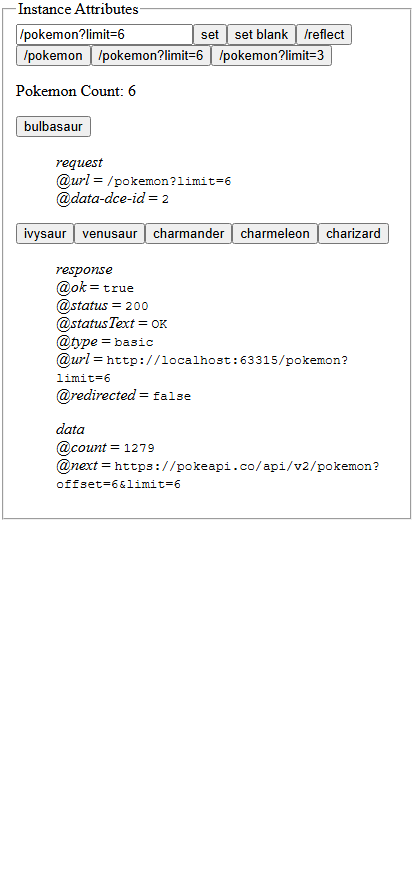 Instance Attributes
/pokemon?limit=6 set set blank /reflect
/pokemon /pokemon?limit=6 /pokemon?limit=3
Pokemon Count: 6
bulbasaur
request
@url = /pokemon?limit=6
@data-dce-id = 2
ivysaur venusaur charmander charmeleon charizard
response
@ok = true
@status = 200
@statusText = OK
@type = basic
@url = http://localhost:63315/pokemon?
limit=6
@redirected = false
data
@count = 1279
@next = https://pokeapi.co/api/v2/pokemon?
offset=6&limit=6